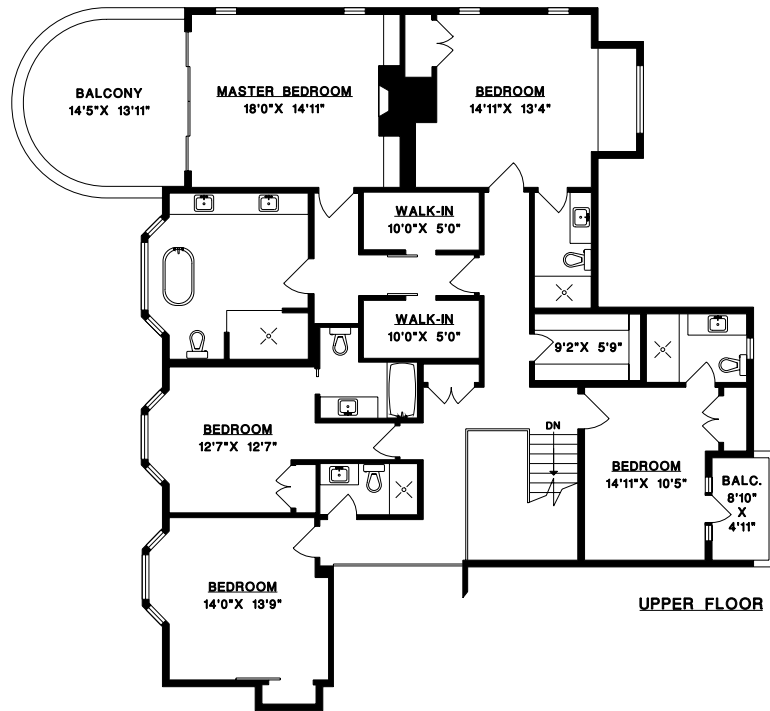 BALCONY
14'5"X 13'11"
MASTER BEDROOM
18'0"X 14'11"
BEDROOM
14'11"X 13'4"
WALK-IN
10'0"X 5'0"
WALK-IN
10'0"X 5'0"
9'2"X 5'9"
BEDROOM
12'7"X 12'7"
DN
BEDROOM
14'11"X 10'5"
BALC.
8'10"
X
4'11"
BEDROOM
14'0"X 13'9"
UPPER FLOOR